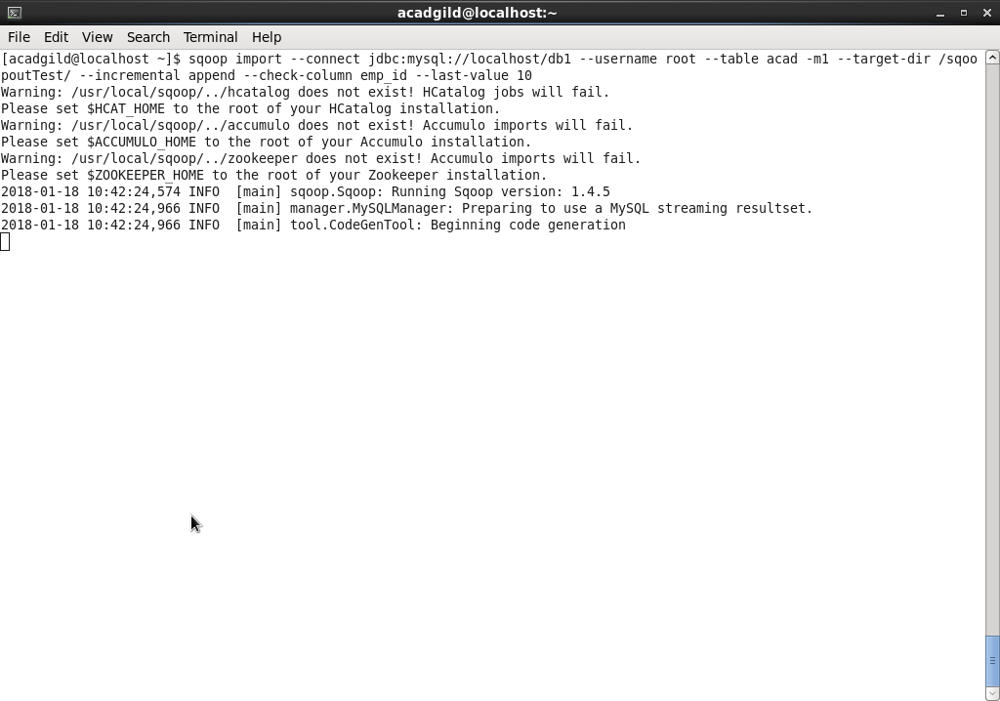 acadgild@localhost:~
File Edit View Search Terminal Help
[acadgild@localhost ~]$ sqoop import --connect jdbc:mysql://localhost/db1 --username root --table acad -m1 --target-dir /sqoo
poutTest/ --incremental append --check-column emp_id --last-value 10
Warning: /usr/local/sqoop/../hcatalog does not exist! HCatalog jobs will fail.
Please set $HCAT_HOME to the root of your HCatalog installation.
Warning: /usr/local/sqoop/../accumulo does not exist! Accumulo imports will fail.
Please set $ACCUMULO_HOME to the root of your Accumulo installation.
Warning: /usr/local/sqoop/../zookeeper does not exist! Accumulo imports will fail.
Please set $ZOOKEEPER_HOME to the root of your Zookeeper installation.
2018-01-18 10:42:24,574 INFO  [main] sqoop.Sqoop: Running Sqoop version: 1.4.5
2018-01-18 10:42:24,966 INFO  [main] manager.MySQLManager: Preparing to use a MySQL streaming resultset.
2018-01-18 10:42:24,966 INFO  [main] tool.CodeGenTool: Beginning code generation